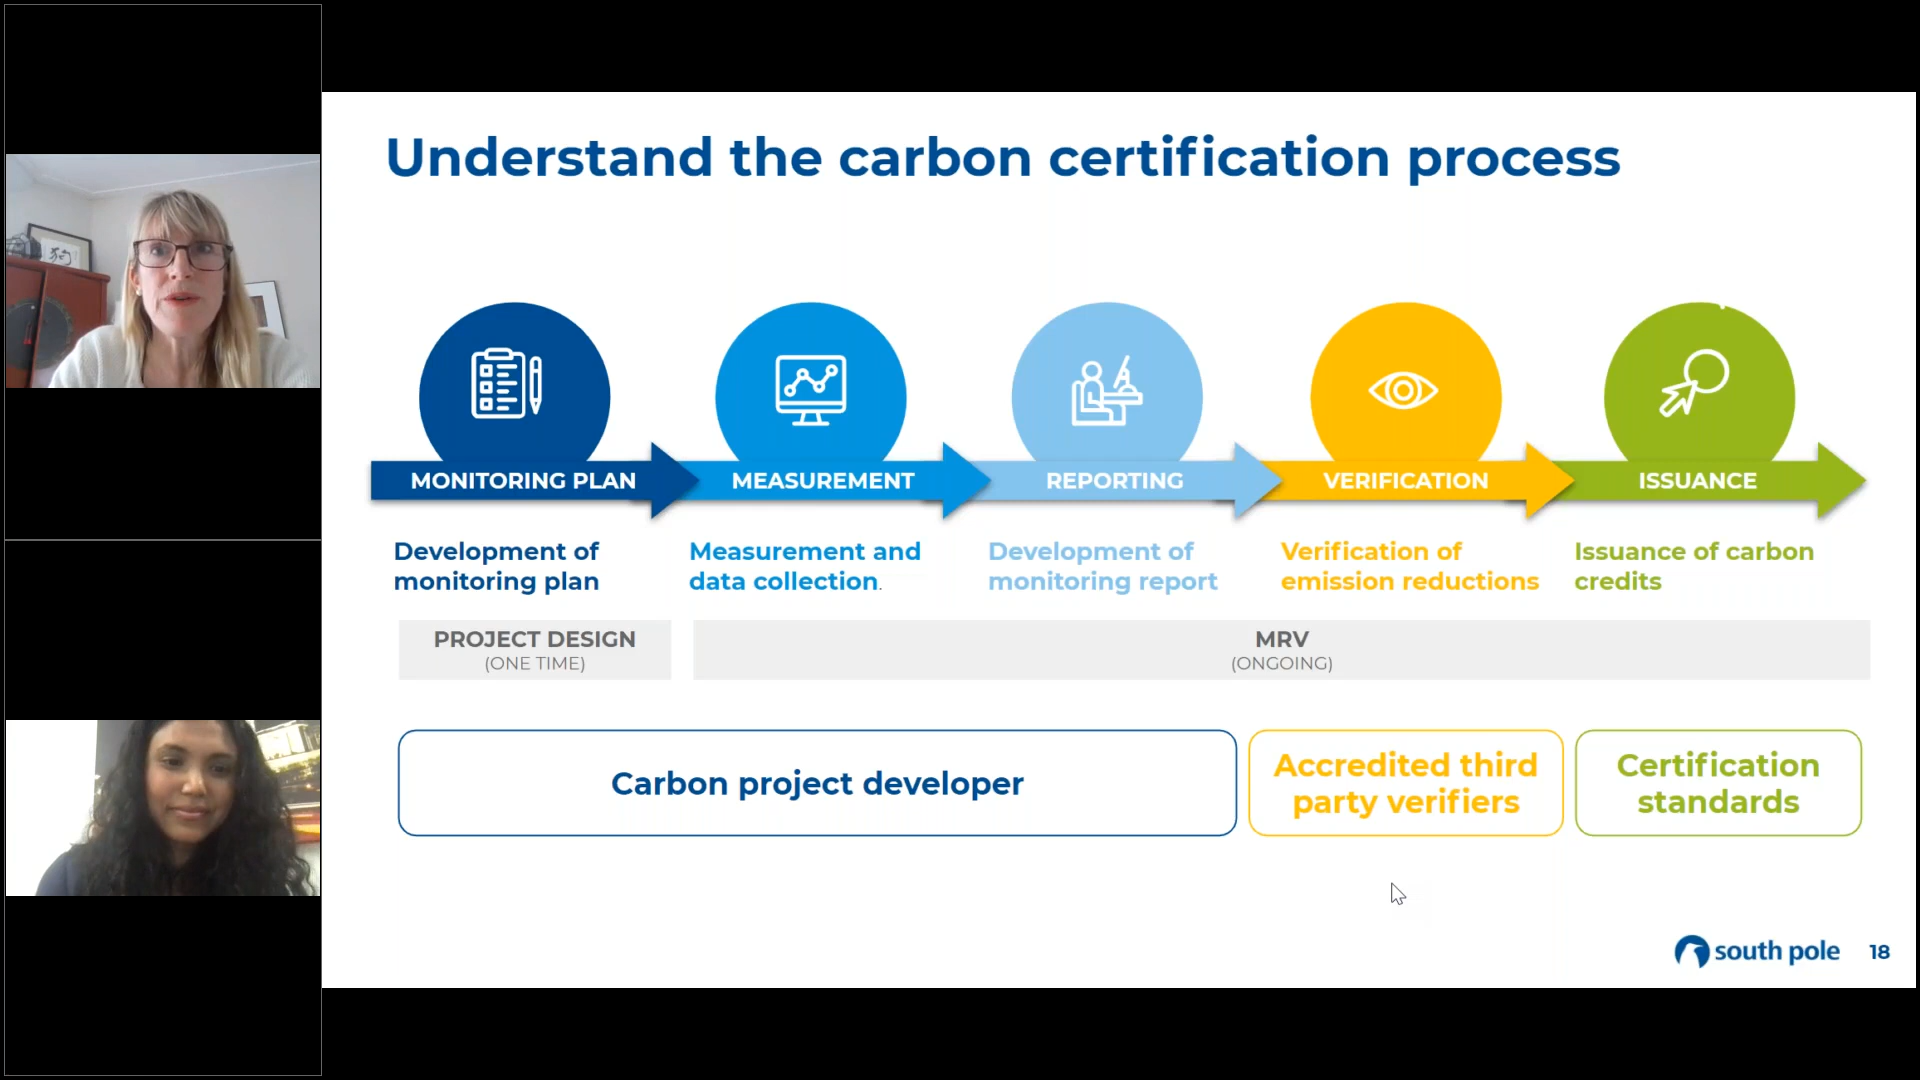 Understand the carbon certification process
MONITORING PLAN
MEASUREMENT
REPORTING
VERIFICATION
ISSUANCE
Development of
monitoring plan
Measurement and
data collection.
Development of
monitoring report
Verification of
emission reductions
Issuance of carbon
credits
PROJECT DESIGN
(ONE TIME)
MRV
(ONGOING)
Carbon project developer
Accredited third
party verifiers
Certification
standards
south pole
18